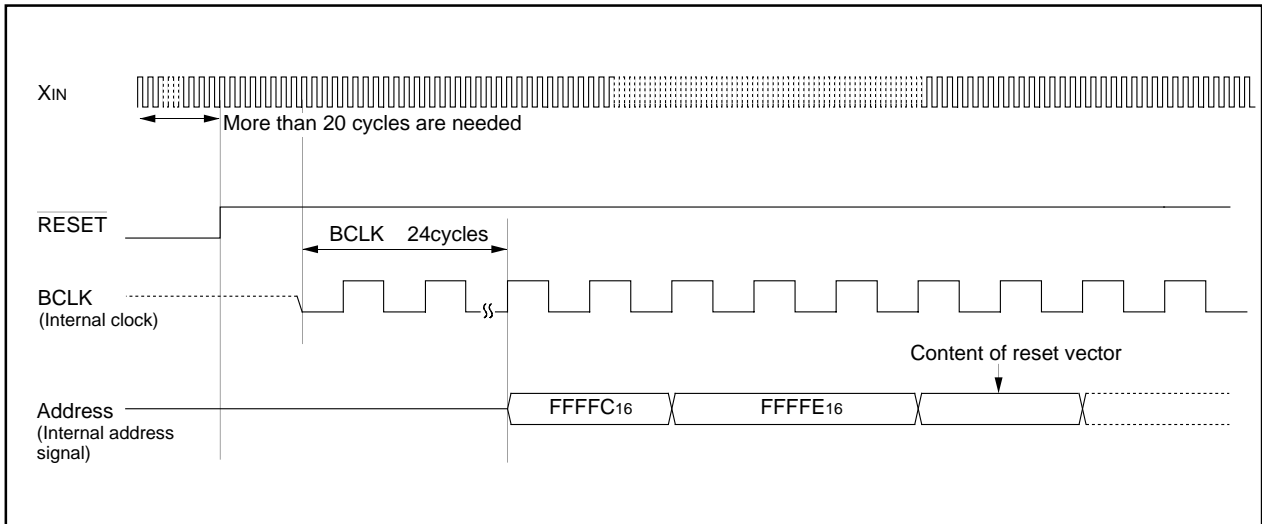 XIN
More than 20 cycles are needed
RESET
BCLK 24cycles
BCLK
(Internal clock)
Content of reset vector
Address
(Internal address
signal)
FFFFC16
FFFFE16